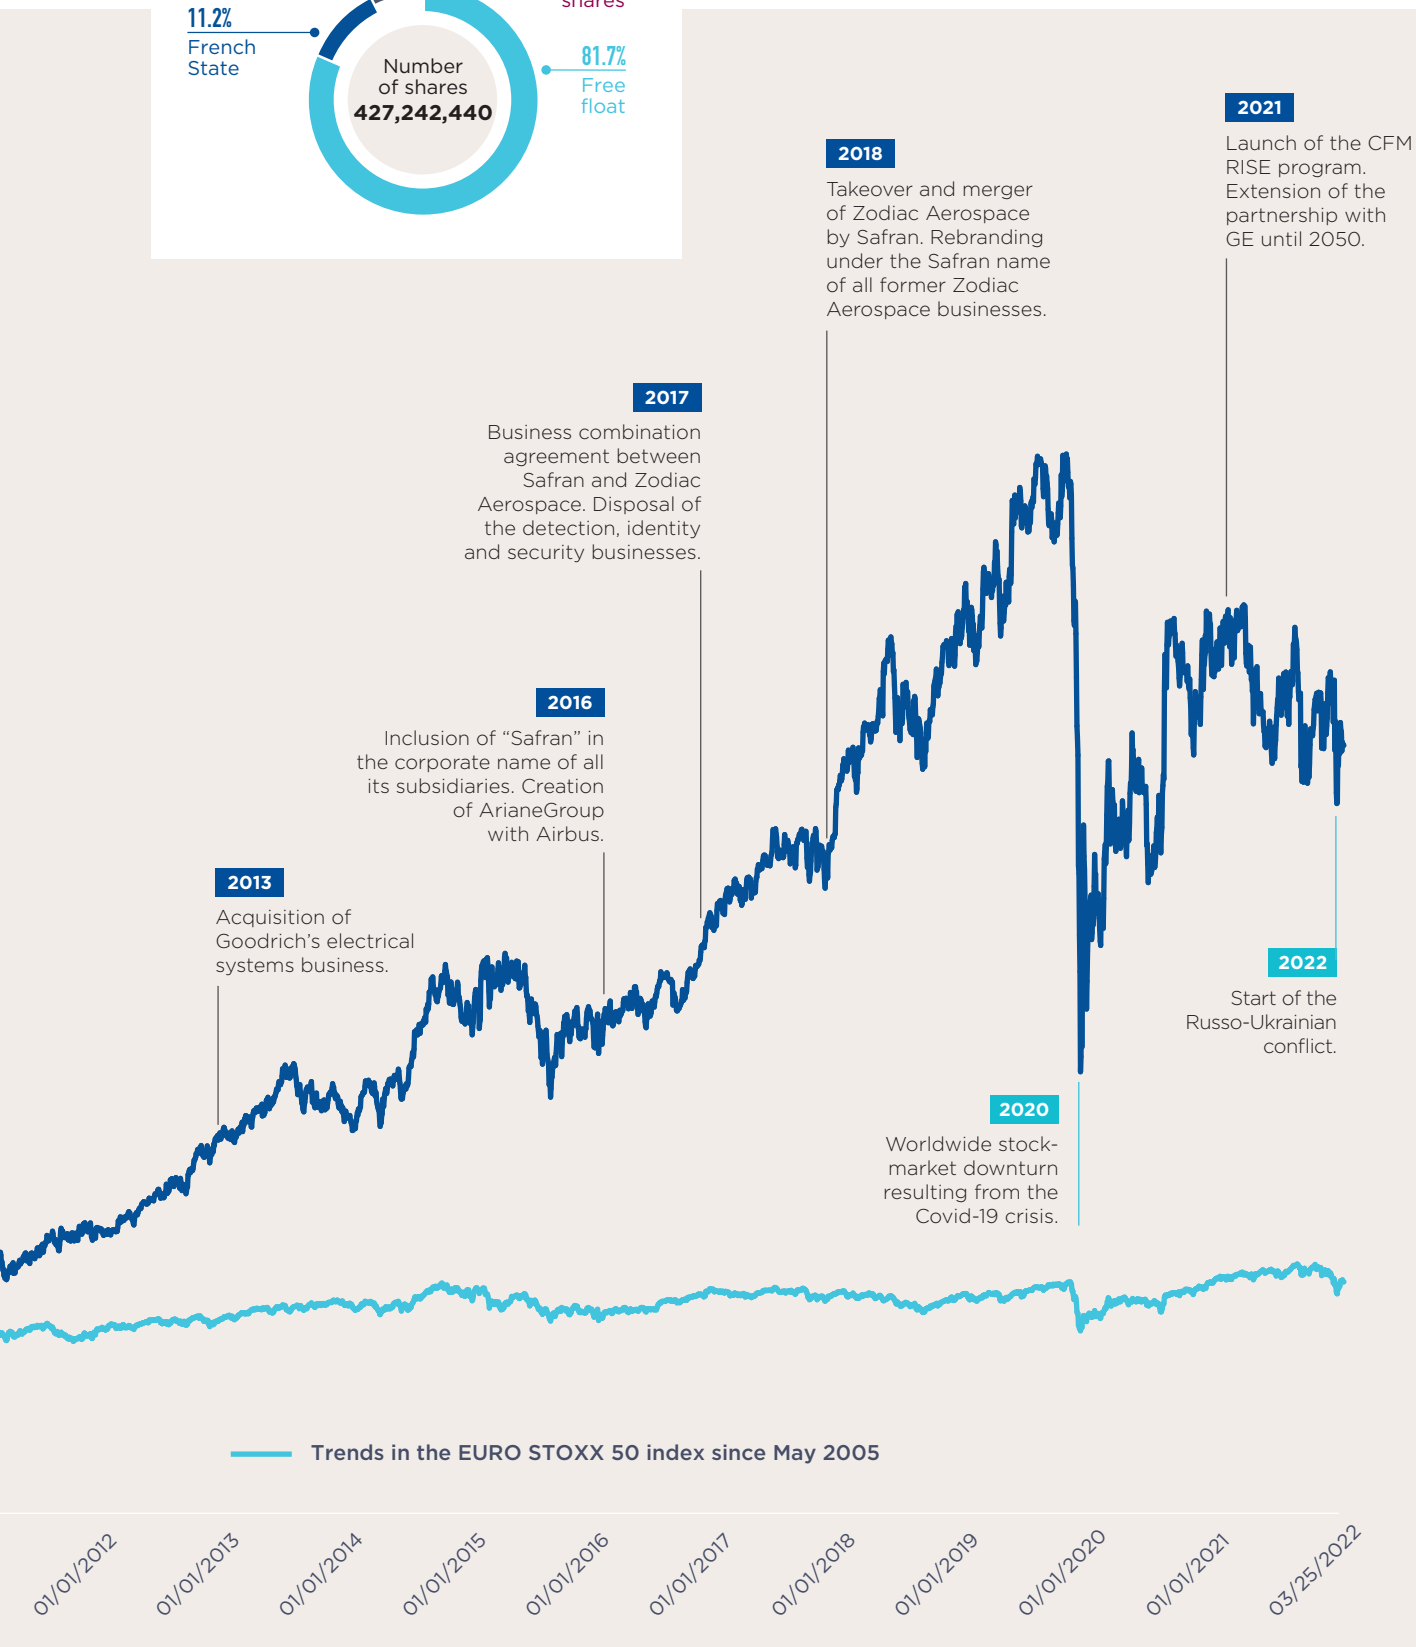 shares
11.2%
French
State
Number
of shares
427,242,440
81.7%
Free
float
2021
Launch of the CFM
RISE program.
Extension of the
partnership with
GE until 2050.
2018
Takeover and merger
of Zodiac Aerospace
by Safran. Rebranding
under the Safran name
of all former Zodiac
Aerospace businesses.
2017
Business combination
agreement between
Safran and Zodiac
Aerospace. Disposal of
the detection, identity
and security businesses.
2016
Inclusion of “Safran” in
the corporate name of all
its subsidiaries. Creation
of ArianeGroup
with Airbus.
2013
Acquisition of
Goodrich’s electrical
systems business.
2022
Start of the
Russo-Ukrainian
conflict.
2020
Worldwide stock-
market downturn
resulting from the
Covid-19 crisis.
Trends in the EURO STOXX 50 index since May 2005
01/01/2012
01/01/2013
01/01/2014
01/01/2015
01/01/2016
01/01/2017
01/01/2018
01/01/2019
01/01/2020
01/01/2021
03/25/2022